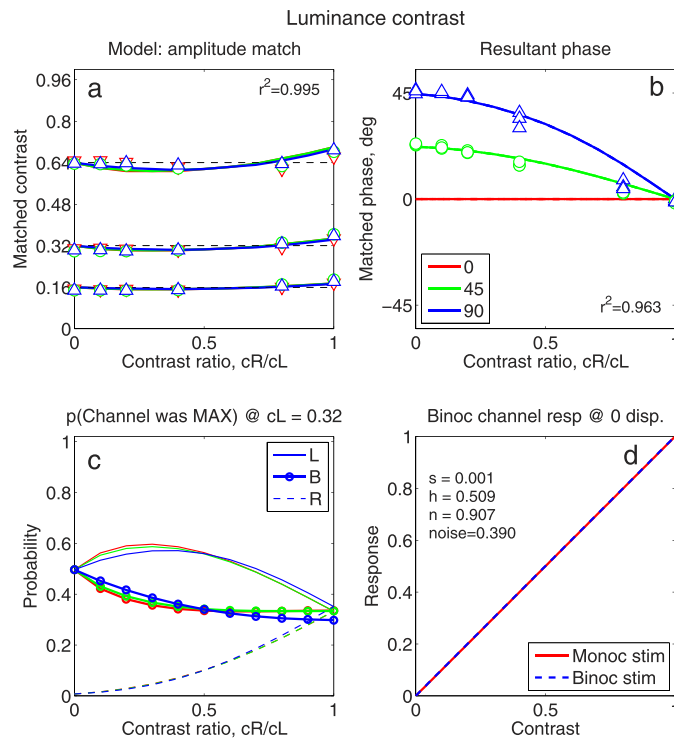 Luminance contrast
Model: amplitude match
a
r²=0.995
0.96
0.80
0.64
0.48
0.32
0.16
0
Matched contrast
0 0.5 1
Contrast ratio, cR/cL
Resultant phase
b
45
0
−45
Matched phase, deg
0
45
90
r²=0.963
0 0.5 1
Contrast ratio, cR/cL
p(Channel was MAX) @ cL = 0.32
c
L
B
R
1
0.8
0.6
0.4
0.2
0
Probability
0 0.5 1
Contrast ratio, cR/cL
Binoc channel resp @ 0 disp.
d
s = 0.001
h = 0.509
n = 0.907
noise=0.390
1
0.8
0.6
0.4
0.2
0
Response
Monoc stim
Binoc stim
0 0.5 1
Contrast